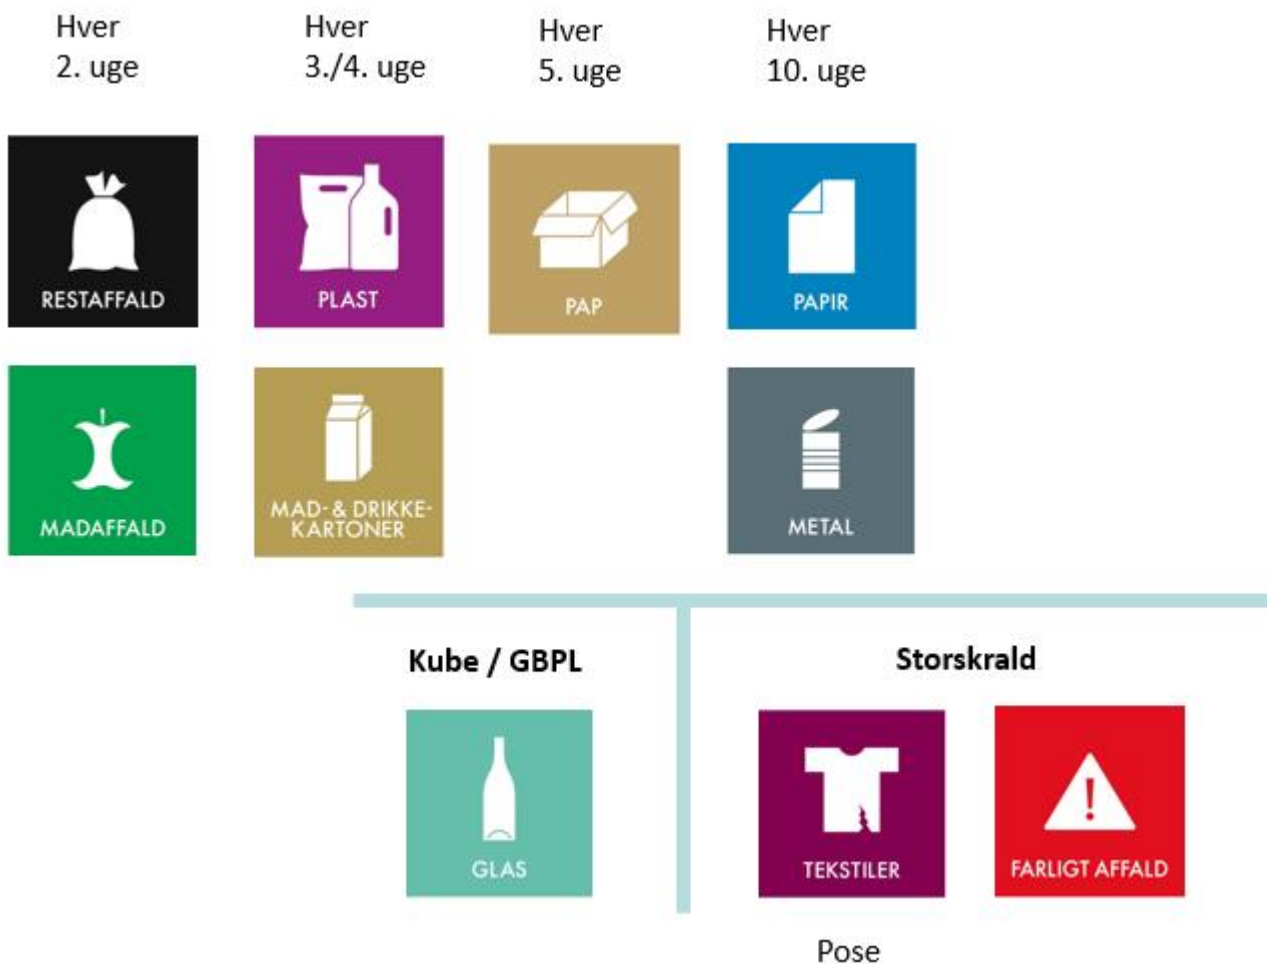 Hver
2. uge
Hver
3./4. uge
Hver
5. uge
Hver
10. uge
RESTAFFALD
PLAST
PAP
PAPIR
MADAFFALD
MAD- & DRIKKE-
KARTONER
METAL
Kube / GBPL
Storskrald
GLAS
TEKSTILER
FARLIGT AFFALD
Pose